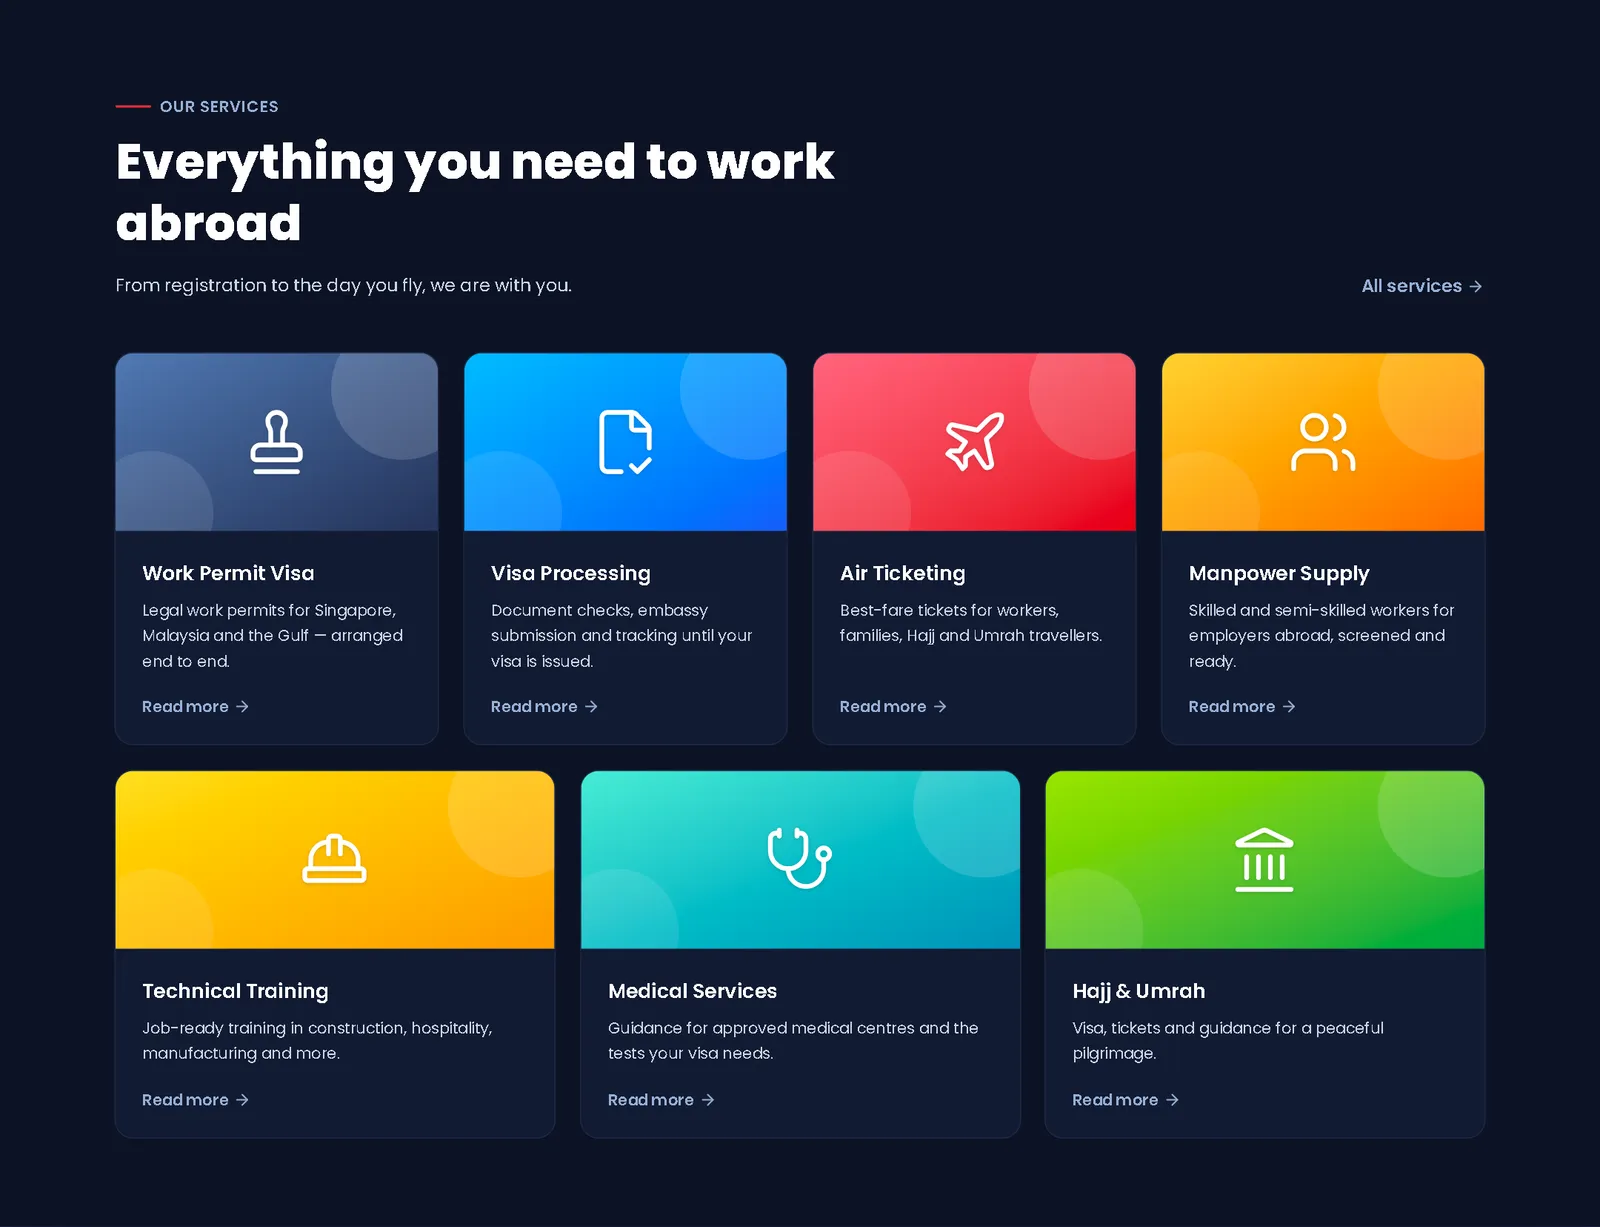 OUR SERVICES
Everything you need to work
abroad
From registration to the day you fly, we are with you.
All services →
Work Permit Visa
Legal work permits for Singapore,
Malaysia and the Gulf — arranged
end to end.
Read more →
Visa Processing
Document checks, embassy
submission and tracking until your
visa is issued.
Read more →
Air Ticketing
Best-fare tickets for workers,
families, Hajj and Umrah travellers.
Read more →
Manpower Supply
Skilled and semi-skilled workers for
employers abroad, screened and
ready.
Read more →
Technical Training
Job-ready training in construction, hospitality,
manufacturing and more.
Read more →
Medical Services
Guidance for approved medical centres and the
tests your visa needs.
Read more →
Hajj & Umrah
Visa, tickets and guidance for a peaceful
pilgrimage.
Read more →